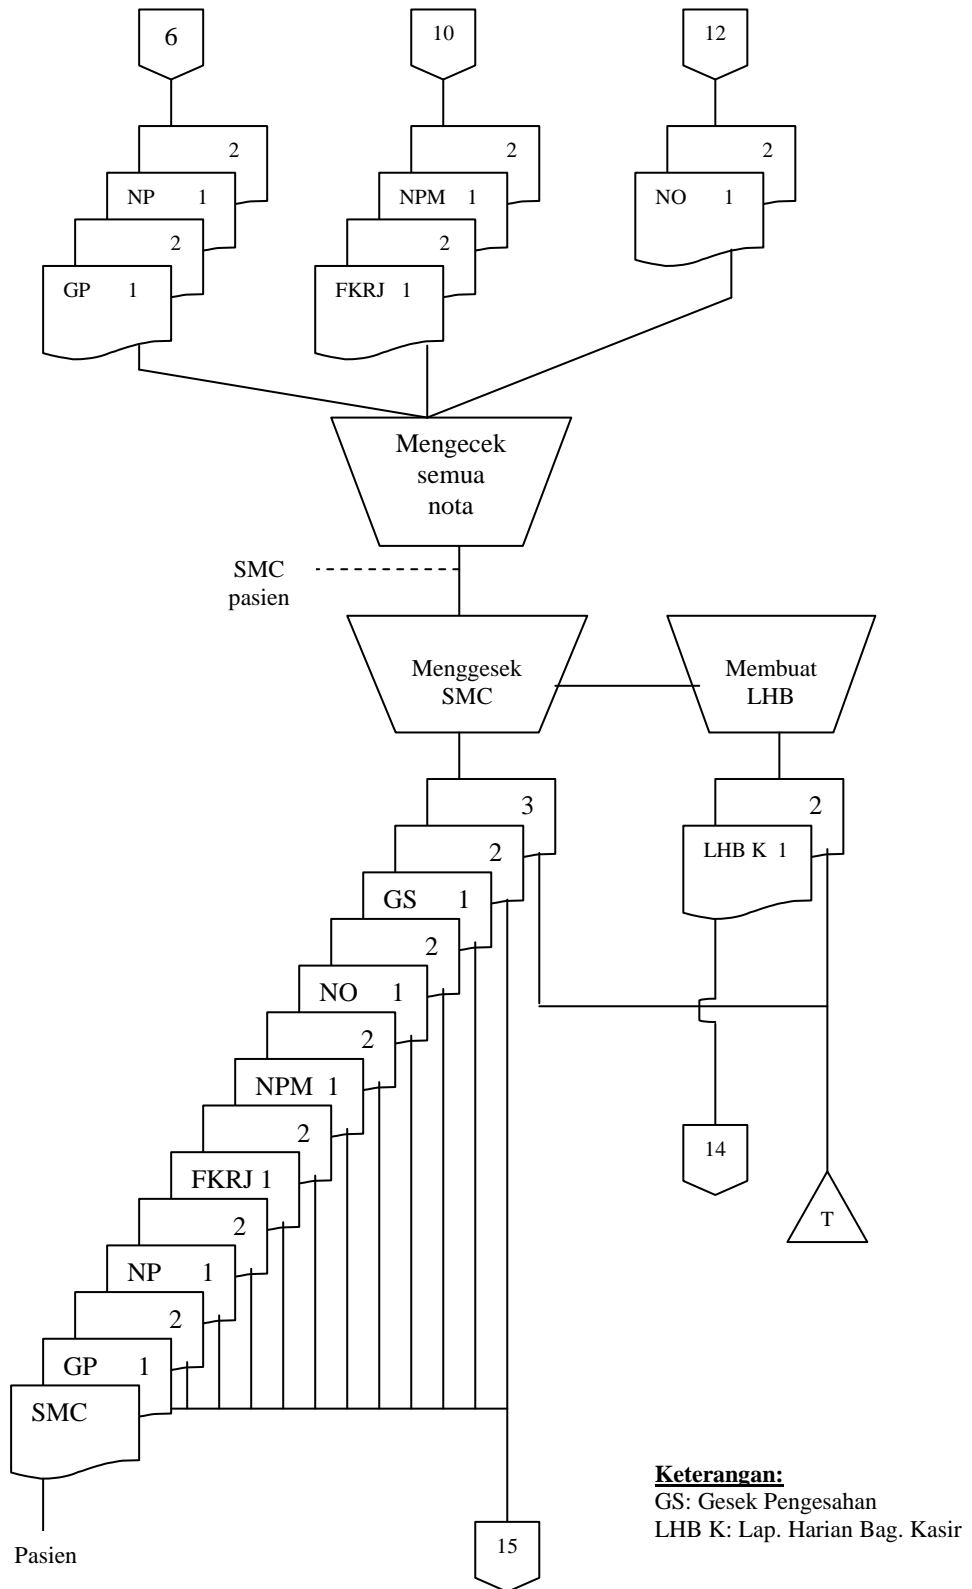 6
10
12
2
2
2
NP 1
NPM 1
NO 1
2
2
GP 1
FKRJ 1
Mengecek
semua
nota
SMC
pasien
Menggesek
SMC
Membuat
LHB
3
2
2
LHB K 1
GS 1
2
NO 1
2
NPM 1
2
14
FKRJ 1
2
T
NP 1
2
GP 1
SMC
Keterangan:
GS: Gesek Pengesahan
LHB K: Lap. Harian Bag. Kasir
15
Pasien